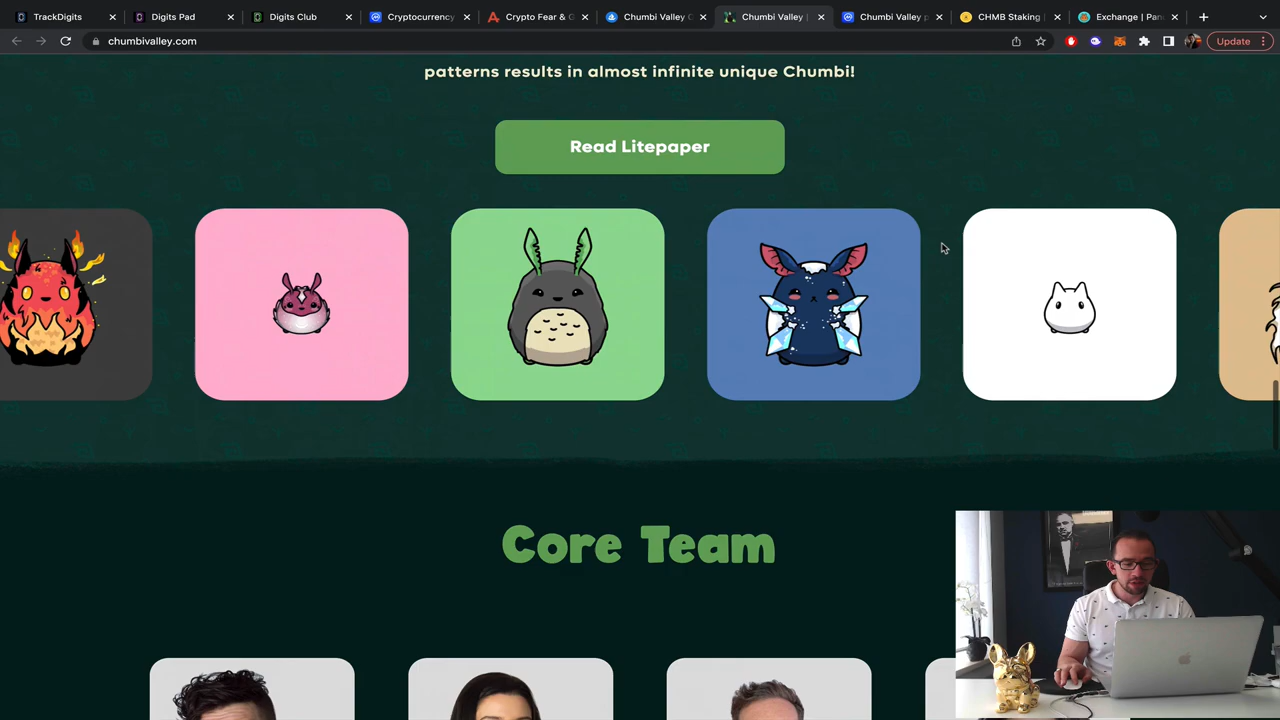 TrackDigits
Digits Pad
Digits Club
Cryptocurrency
Crypto Fear &
Chumbi Valley
Chumbi Valley |
Chumbi Valley p
CHMB Staking |
Exchange | Pan
chumbivalley.com
Update
patterns results in almost infinite unique Chumbi!
Read Litepaper
Core Team